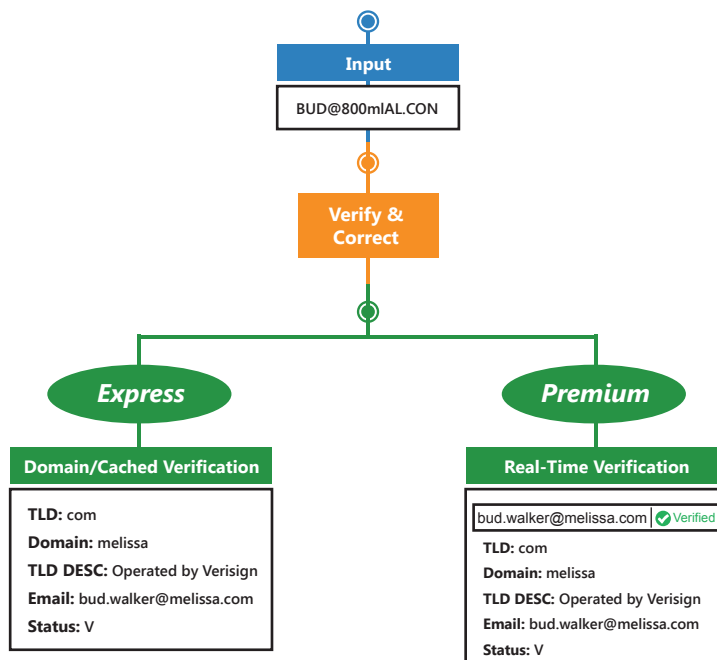 Input
BUD@800mlAL.CON
Verify &
Correct
Express
Premium
Domain/Cached Verification
TLD: com
Domain: melissa
TLD DESC: Operated by Verisign
Email: bud.walker@melissa.com
Status: V
Real-Time Verification
bud.walker@melissa.com Verified
TLD: com
Domain: melissa
TLD DESC: Operated by Verisign
Email: bud.walker@melissa.com
Status: V